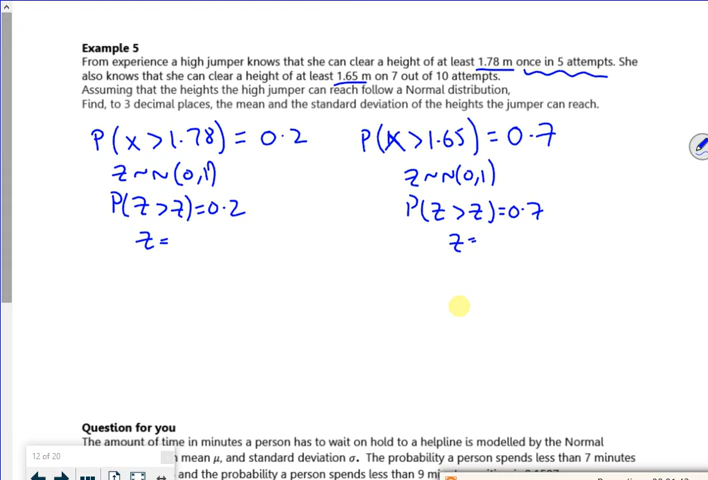 Example 5
From experience a high jumper knows that she can clear a height of at least 1.78 m once in 5 attempts. She
also knows that she can clear a height of at least 1.65 m on 7 out of 10 attempts.
Assuming that the heights the high jumper can reach follow a Normal distribution,
Find, to 3 decimal places, the mean and the standard deviation of the heights the jumper can reach.
P(X>1.78) = 0.2
Z~N(0,1)
P(Z>z)=0.2
z=
P(X>1.65)=0.7
Z~N(0,1)
P(Z>z)=0.7
z=
Question for you
The amount of time in minutes a person has to wait on hold to a helpline is modelled by the Normal
mean μ, and standard deviation σ. The probability a person spends less than 7 minutes
and the probability a person spends less than 9
12 of 20